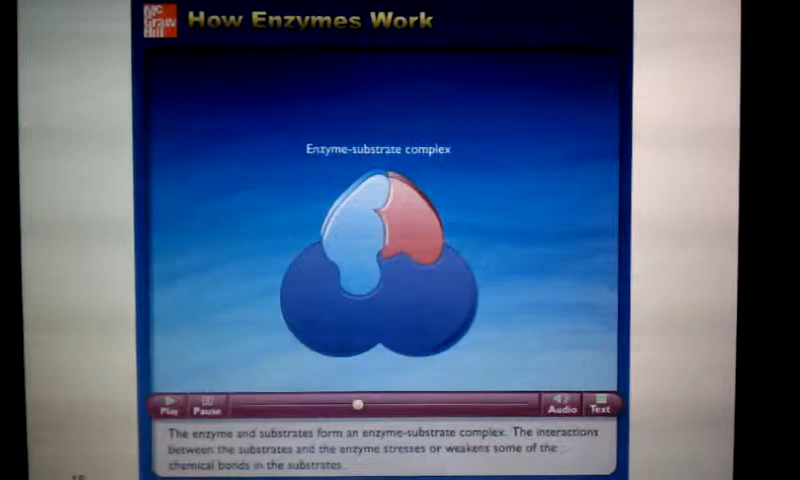 Mc
Graw
Hill
How Enzymes Work
Enzyme-substrate complex
Play
Pause
Audio
Text
The enzyme and substrates form an enzyme-substrate complex. The interactions
between the substrates and the enzyme stresses or weakens some of the
chemical bonds in the substrates.